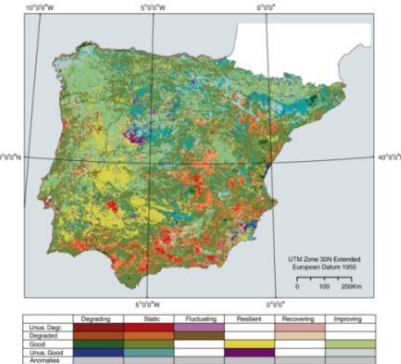 10°0'0"W 5°0'0"W 0°0'0"
0°0'0"N 40°0'0"N
UTM Zone 30N Extended
European Datum 1950
0 100 200Km
5°0'0"W 0°0'0"
Degrading Static Fluctuating Resilient Recovering Improving
Unus. Degr.
Degraded
Good
Unus. Good
Anomalies